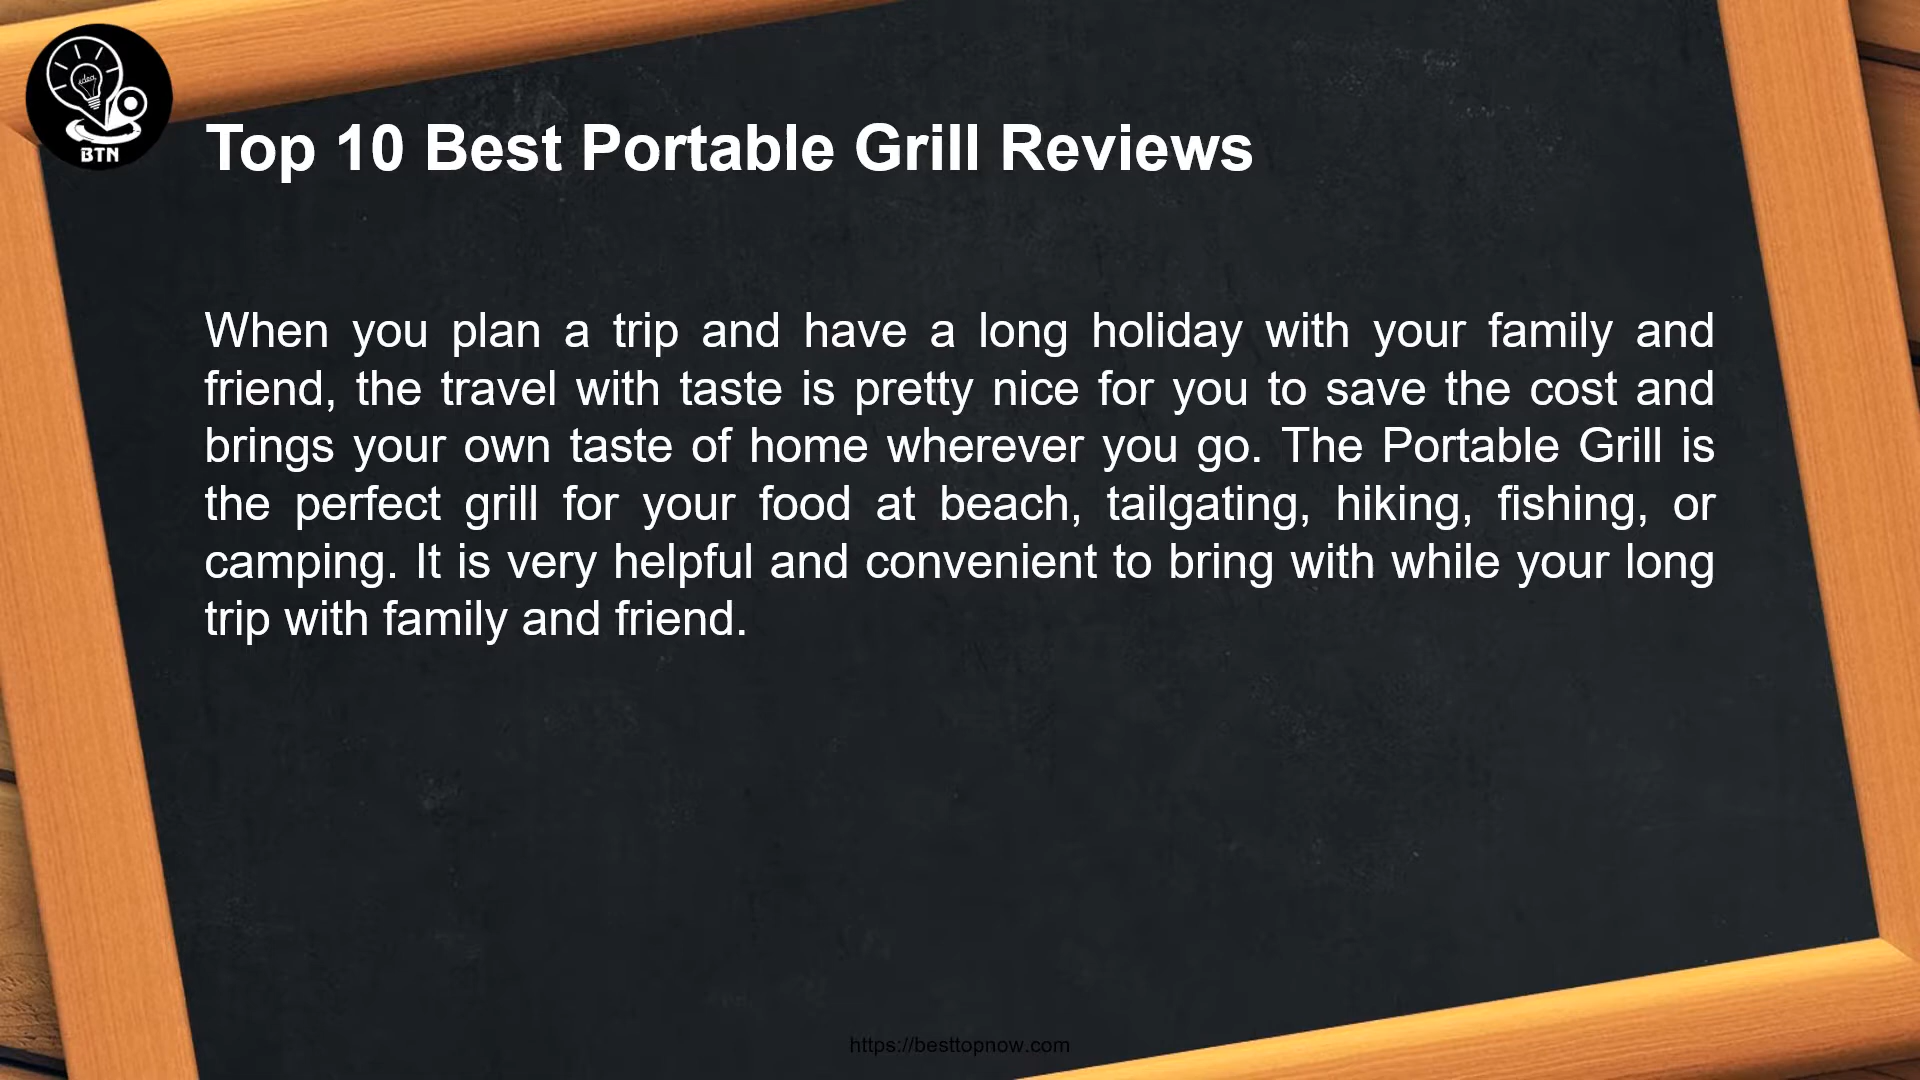 idea
BTN
Top 10 Best Portable Grill Reviews
When you plan a trip and have a long holiday with your family and
friend, the travel with taste is pretty nice for you to save the cost and
brings your own taste of home wherever you go. The Portable Grill is
the perfect grill for your food at beach, tailgating, hiking, fishing, or
camping. It is very helpful and convenient to bring with while your long
trip with family and friend.
https://besttopnow.com